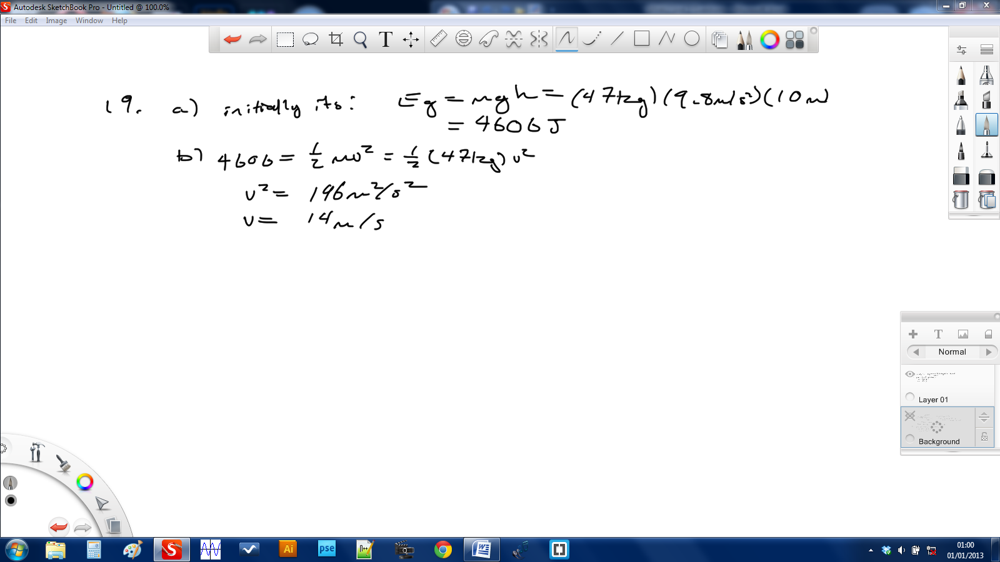 Autodesk SketchBook Pro - Untitled @ 100.0%
File Edit Image Window Help
T
19. a) initially its: Eg = mgh = (47kg)(9.8m/s²)(10m)
= 4606 J
b) 4606 = 1/2 mv² = 1/2 (47kg) v²
v² = 196 m²/s²
v = 14 m/s
T
Normal
Layer 01
Background
S
Ai
pse
N++
W
01:00
01/01/2013